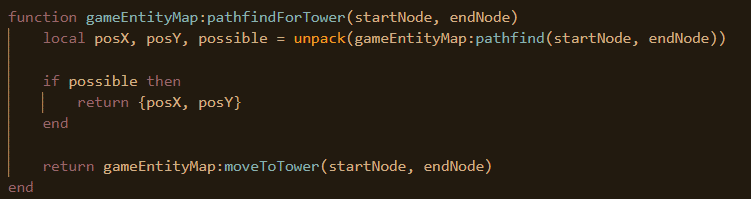 function gameEntityMap:pathfindForTower(startNode, endNode)
    local posX, posY, possible = unpack(gameEntityMap:pathfind(startNode, endNode))

    if possible then
        return {posX, posY}
    end

    return gameEntityMap:moveToTower(startNode, endNode)
end